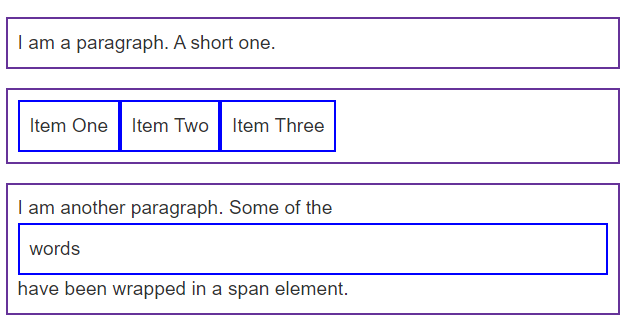 I am a paragraph. A short one.
Item One Item Two Item Three
I am another paragraph. Some of the
words
have been wrapped in a span element.